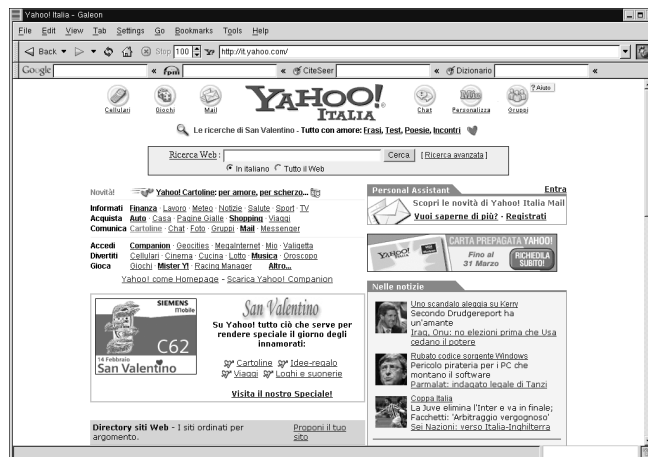 Yahoo! Italia - Galeon
File Edit View Tab Settings Go Bookmarks Tools Help
Back Stop 100 http://it.yahoo.com/
Google « fpm « CiteSeer « Dizionario «
YAHOO! ITALIA
Cellulari Giochi Mail Chat Personalizza Gruppi ? Aiuto
Le ricerche di San Valentino - Tutto con amore: Frasi, Test, Poesie, Incontri
Ricerca Web : Cerca [ Ricerca avanzata ]
In italiano Tutto il Web
Novità! Yahoo! Cartoline: per amore, per scherzo...
Informati Finanza · Lavoro · Meteo · Notizie · Salute · Sport · TV
Acquista Auto · Casa · Pagine Gialle · Shopping · Viaggi
Comunica Cartoline · Chat · Foto · Gruppi · Mail · Messenger
Accedi Companion · Geocities · MegaInternet · Mio · Valigetta
Divertiti Cellulari · Cinema · Cucina · Lotto · Musica · Oroscopo
Gioca Giochi · Mister Y! · Racing Manager Altro...
Yahoo! come Homepage - Scarica Yahoo! Companion
SIEMENS
mobile
C62
14 Febbraio
San Valentino
San Valentino
Su Yahoo! tutto ciò che serve per
rendere speciale il giorno degli
innamorati:
Cartoline Idee-regalo
Viaggi Loghi e suonerie
Visita il nostro Speciale!
Directory siti Web - I siti ordinati per
argomento.
Proponi il tuo
sito
Personal Assistant Entra
Scopri le novità di Yahoo! Italia Mail
Vuoi saperne di più? · Registrati
CARTA PREPAGATA YAHOO!
YAHOO!
Fino al
31 Marzo
RICHIEDILA
SUBITO!
Nelle notizie
Uno scandalo aleggia su Kerry
Secondo Drudgereport ha
un'amante
Iraq, Onu: no elezioni prima che Usa
cedano il potere
Rubato codice sorgente Windows
Pericolo pirateria per i PC che
montano il software
Parmalat: indagato legale di Tanzi
Coppa Italia
La Juve elimina l'Inter e va in finale;
Facchetti: 'Arbitraggio vergognoso'
Sei Nazioni: verso Italia-Inghilterra